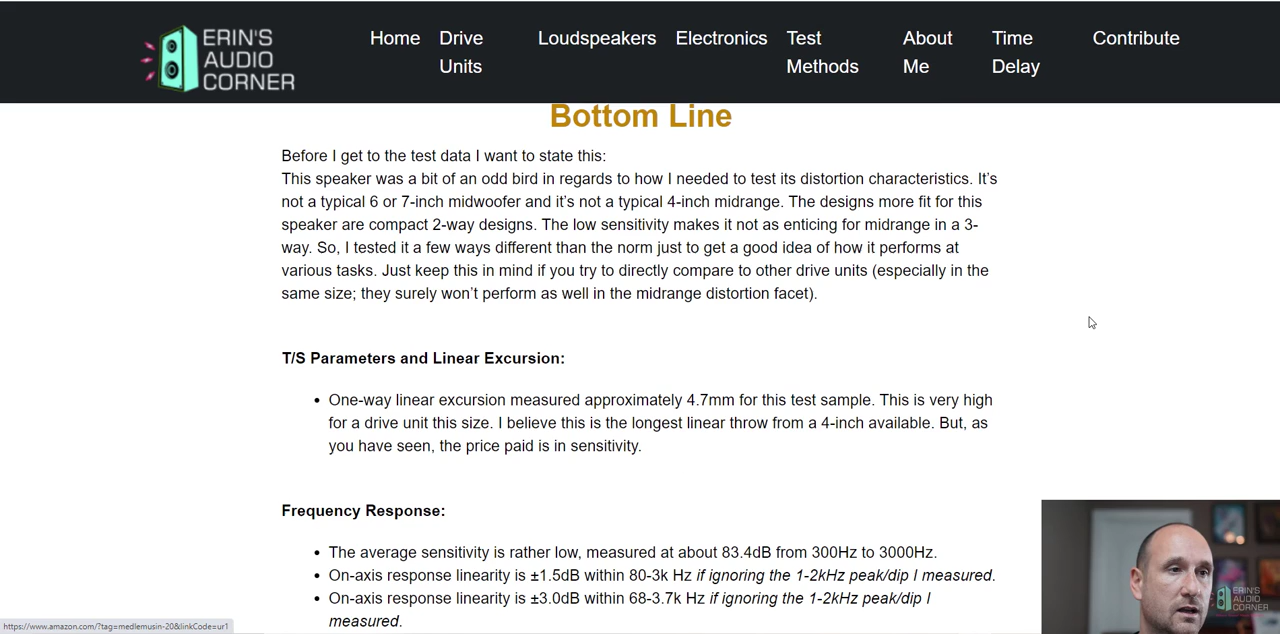 ERIN'S
AUDIO
CORNER
Home
Drive
Units
Loudspeakers
Electronics
Test
Methods
About
Me
Time
Delay
Contribute
Bottom Line
Before I get to the test data I want to state this:
This speaker was a bit of an odd bird in regards to how I needed to test its distortion characteristics. It’s
not a typical 6 or 7-inch midwoofer and it’s not a typical 4-inch midrange. The designs more fit for this
speaker are compact 2-way designs. The low sensitivity makes it not as enticing for midrange in a 3-
way. So, I tested it a few ways different than the norm just to get a good idea of how it performs at
various tasks. Just keep this in mind if you try to directly compare to other drive units (especially in the
same size; they surely won’t perform as well in the midrange distortion facet).
T/S Parameters and Linear Excursion:
• One-way linear excursion measured approximately 4.7mm for this test sample. This is very high
for a drive unit this size. I believe this is the longest linear throw from a 4-inch available. But, as
you have seen, the price paid is in sensitivity.
Frequency Response:
• The average sensitivity is rather low, measured at about 83.4dB from 300Hz to 3000Hz.
• On-axis response linearity is ±1.5dB within 80-3k Hz if ignoring the 1-2kHz peak/dip I measured.
• On-axis response linearity is ±3.0dB within 68-3.7k Hz if ignoring the 1-2kHz peak/dip I
measured.
https://www.amazon.com/?tag=medlemusin-20&linkCode=ur1
ERIN'S
AUDIO
CORNER